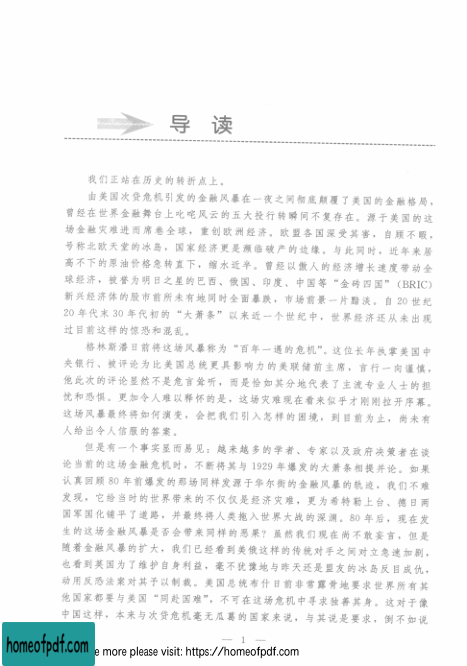 导 读
我们正站在历史的转折点上。
由美国次贷危机引发的金融风暴在一夜之间彻底颠覆了美国的金融格局，
曾经在世界金融舞台上叱咤风云的五大投行转瞬间不复存在。源于美国的这
场金融灾难进而席卷全球，重创欧洲经济。欧盟各国深受其害，自顾不暇，
号称北欧天堂的冰岛，国家经济更是濒临破产的边缘。与此同时，近年来居
高不下的原油价格急转直下，缩水近半。曾经以傲人的经济增长速度带动全
球经济，被誉为明日之星的巴西、俄国、印度、中国等“金砖四国”（BRIC）
新兴经济体的股市前所未有地同时全面暴跌，市场前景一片黯淡。自 20 世纪
20 年代末 30 年代初的“大萧条”以来近一个世纪中，世界经济还从未出现
过目前这样的惊恐和混乱。
格林斯潘日前将这场风暴称为“百年一遇的危机”。这位长年执掌美国中
央银行、被评论为比美国总统更具影响力的美联储前主席，言行一向谨慎，
他此次的评论显然不是危言耸听，而是恰如其分地代表了主流专业人士的担
忧和恐惧。更加令人难以释怀的是，这场灾难现在看来似乎才刚刚拉开序幕。
这场风暴最终将如何演变，会把我们引入怎样的困境，到目前为止，尚未有
人给出令人信服的答案。
但是有一个事实显而易见：越来越多的学者、专家以及政府决策者在谈
论当前的这场金融危机时，不断将其与 1929 年爆发的大萧条相提并论。如果
认真回顾 80 年前爆发的那场同样发源于华尔街的金融风暴的轨迹，我们不难
发现，它给当时的世界带来的不仅仅是经济灾难，更为希特勒上台、德日两
国军国化铺平了道路，并最终将人类拖入世界大战的深渊。80 年后，现在发
生的这场金融风暴是否会带来同样的恶果？虽然我们现在尚不敢妄言，但是
随着金融风暴的扩大，我们已经看到美俄这样的传统对手之间对立急速加剧，
也看到英国为了维护自身利益，毫不犹豫地与昨天还是盟友的冰岛反目成仇，
动用反恐法案对其予以制裁。美国总统布什日前非常露骨地要求世界所有其
他国家都要与美国“同赴国难”，不可在这场危机中寻求独善其身。这对于像
中国这样，本来与次贷危机毫无瓜葛的国家来说，与其说是要求，倒不如说
— 1 —
homeofpdf.com
e more please visit: https://homeofpdf.com